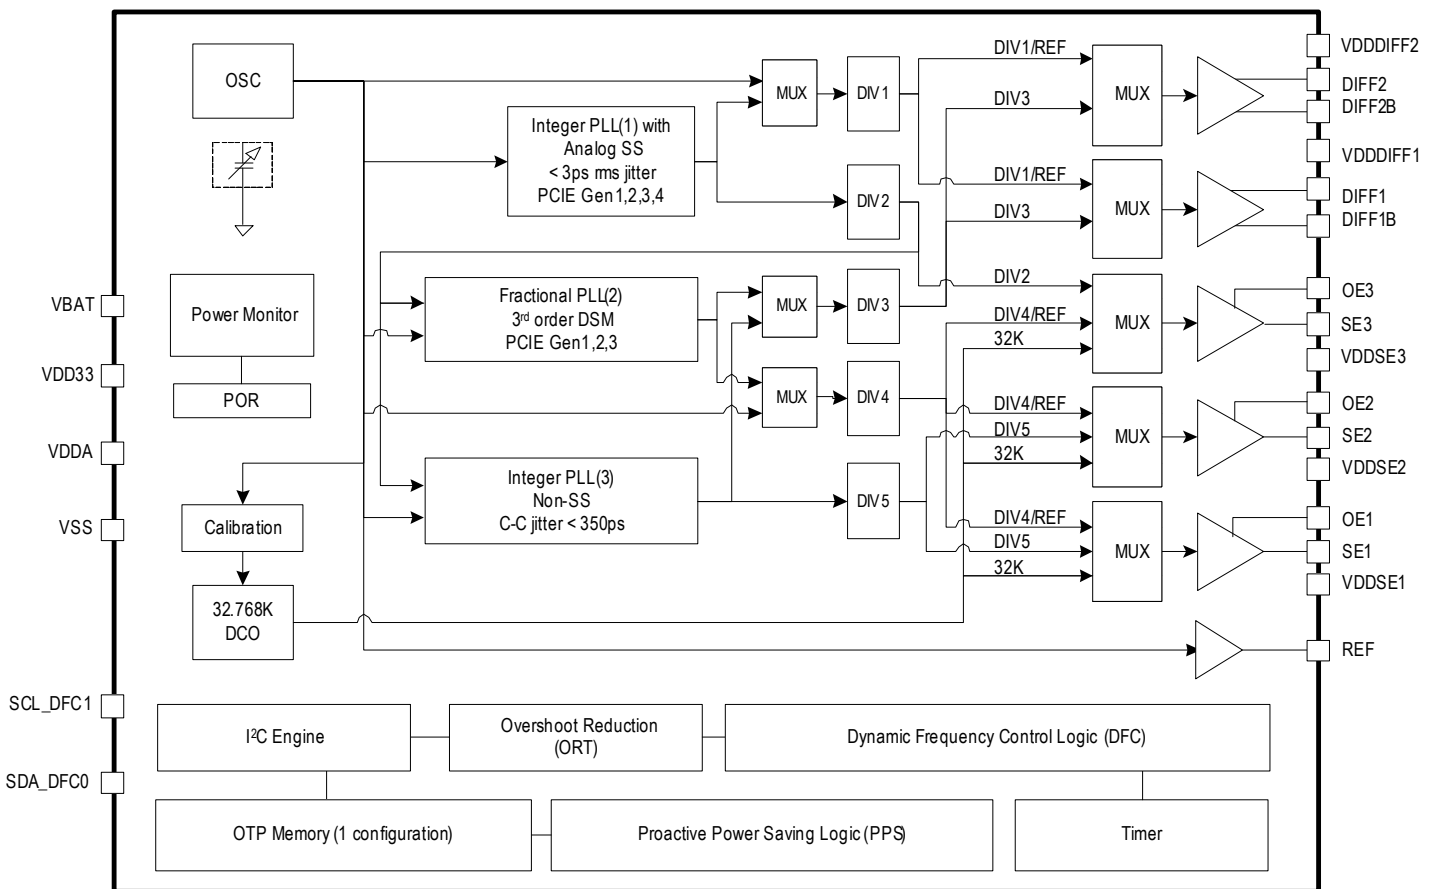 OSC
Integer PLL(1) with
Analog SS
< 3ps rms jitter
PCIE Gen1,2,3,4
MUX
DIV1
DIV2
DIV1/REF
DIV3
MUX
VDDDIFF2
DIFF2
DIFF2B
VDDDIFF1
DIV1/REF
DIV3
MUX
DIFF1
DIFF1B
VBAT
VDD33
VDDA
VSS
Power Monitor
POR
Fractional PLL(2)
3rd order DSM
PCIE Gen1,2,3
MUX
DIV3
MUX
DIV4
DIV2
DIV4/REF
32K
MUX
OE3
SE3
VDDSE3
DIV4/REF
DIV5
32K
MUX
OE2
SE2
VDDSE2
Integer PLL(3)
Non-SS
C-C jitter < 350ps
DIV5
Calibration
32.768K
DCO
DIV4/REF
DIV5
32K
MUX
OE1
SE1
VDDSE1
REF
SCL_DFC1
SDA_DFC0
I2C Engine
Overshoot Reduction
(ORT)
Dynamic Frequency Control Logic (DFC)
OTP Memory (1 configuration)
Proactive Power Saving Logic (PPS)
Timer